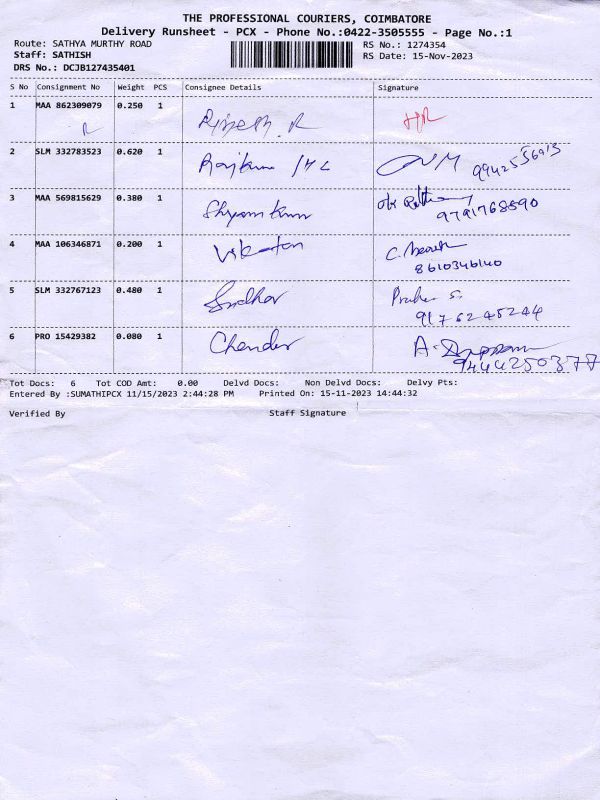 THE PROFESSIONAL COURIERS, COIMBATORE
Delivery Runsheet - PCX - Phone No.:0422-3505555 - Page No.:1
Route: SATHYA MURTHY ROAD RS No.: 1274354
Staff: SATHISH RS Date: 15-Nov-2023
DRS No.: DCJB127435401
S No Consignment No Weight PCS Consignee Details Signature
1 MAA 862309079 0.250 1
R
2 SLM 332783523 0.620 1 Rajkumar
3 MAA 569815629 0.380 1 Shyam Kumar
9791768590
4 MAA 106346871 0.200 1 Vikatan
8610346140
5 SLM 332767123 0.480 1 Sridhar
9176245244
6 PRO 15429382 0.080 1 Chander
9444250377
Tot Docs: 6 Tot COD Amt: 0.00 Delvd Docs: Non Delvd Docs: Delvy Pts:
Entered By :SUMATHIPCX 11/15/2023 2:44:28 PM Printed On: 15-11-2023 14:44:32
Verified By Staff Signature